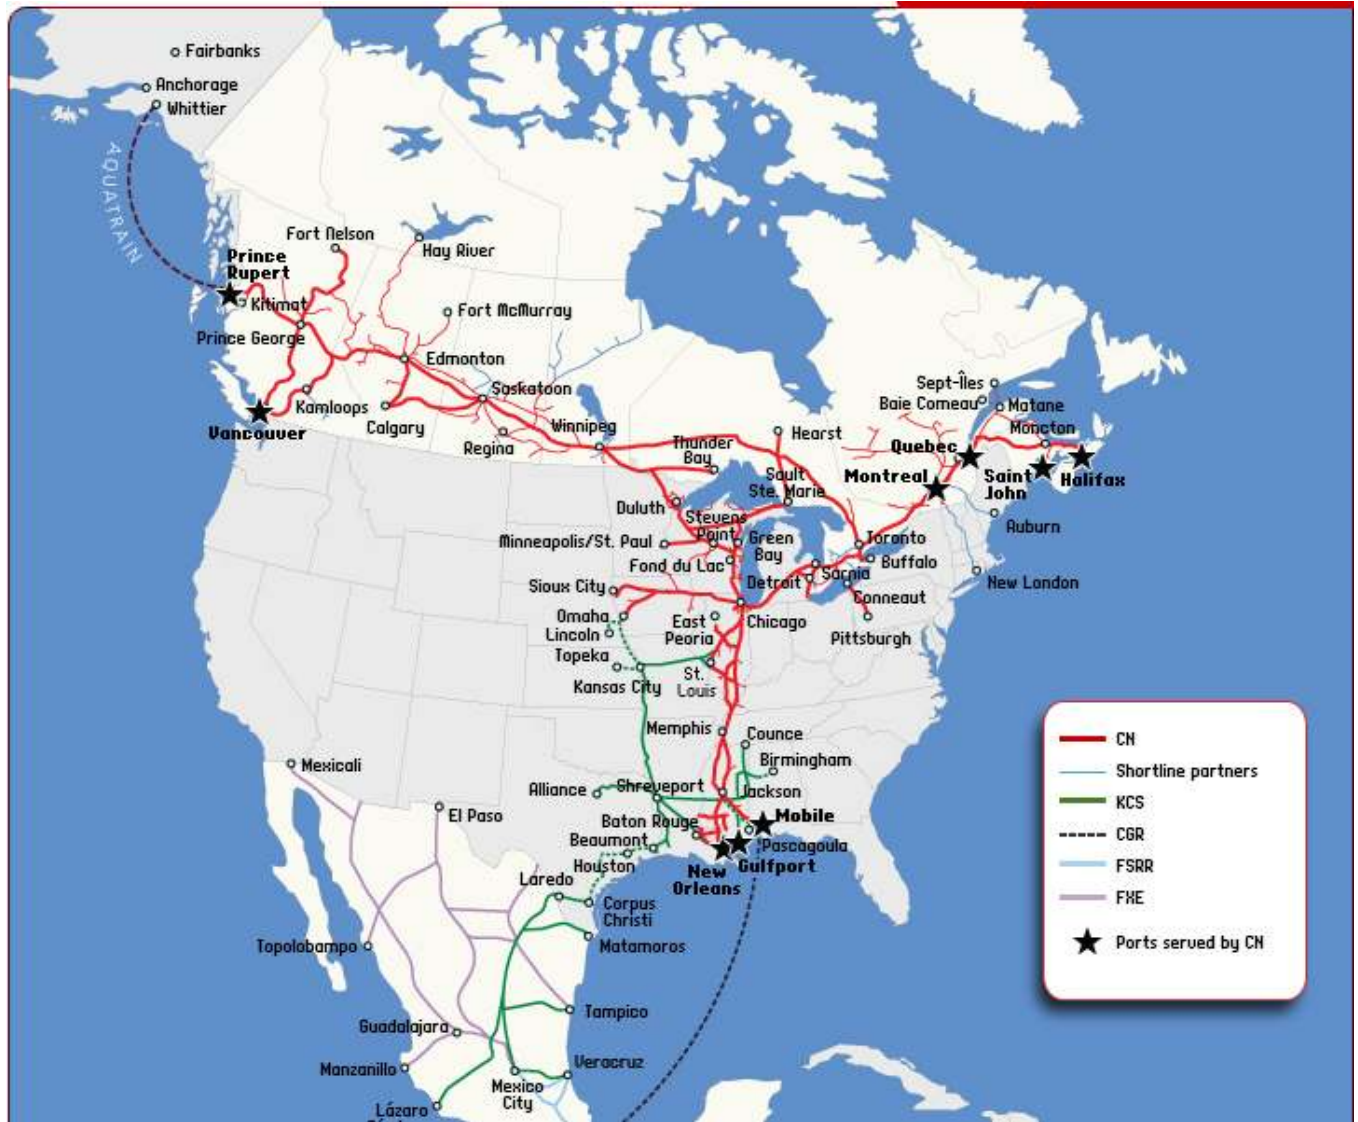 Fairbanks
Anchorage
Whittier
AQUATRAIN
Fort Nelson
Hay River
Prince
Rupert
Kitimat
Fort McMurray
Prince George
Edmonton
Saskatoon
Sept-Îles
Baie Comeau
Matane
Kamloops
Calgary
Vancouver
Regina
Winnipeg
Thunder
Bay
Hearst
Moncton
Quebec
Sault
Ste. Marie
Montreal
Saint
John
Halifax
Duluth
Stevens
Point
Auburn
Minneapolis/St. Paul
Green
Bay
Toronto
Fond du Lac
Buffalo
Detroit
Sarnia
New London
Sioux City
Conneaut
Omaha
East
Peoria
Chicago
Lincoln
Pittsburgh
Topeka
Kansas City
St.
Louis
Memphis
Counce
Birmingham
Mexicali
Alliance
Shreveport
Jackson
El Paso
Baton Rouge
Mobile
Beaumont
Pascagoula
Houston
Gulfport
New
Orleans
Laredo
Corpus
Christi
Topolobampo
Matamoros
Tampico
Guadalajara
Manzanillo
Veracruz
Mexico
City
Lázaro
CN
Shortline partners
KCS
CGR
FSRR
FXE
Ports served by CN